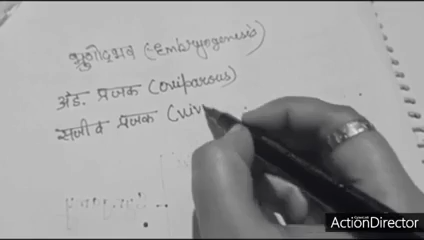 भ्रुणोद्भव (:- Embryogenesis)
अंड. प्रजक (oviparous)
सजीव प्रजक (viv
ActionDirector